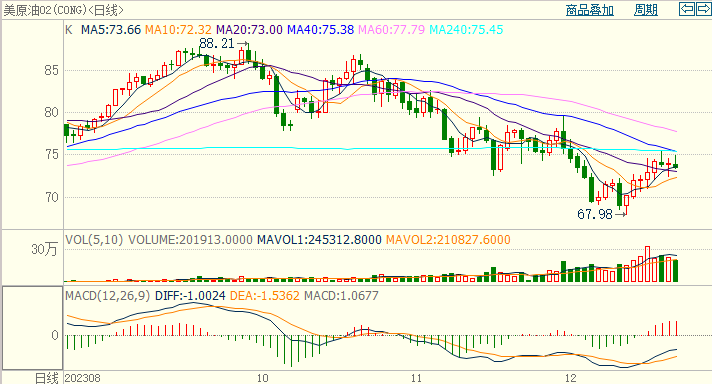 美原油02(CONG)<日线> 商品叠加 周期
K MA5:73.66 MA10:72.32 MA20:73.00 MA40:75.38 MA60:77.79 MA240:75.45
88.21
85
80
75
70
67.98
VOL(5,10) VOLUME:201913.0000 MAVOL1:245312.8000 MAVOL2:210827.6000
30万
MACD(12,26,9) DIFF:-1.0024 DEA:-1.5362 MACD:1.0677
0
日线 202308 10 11 12